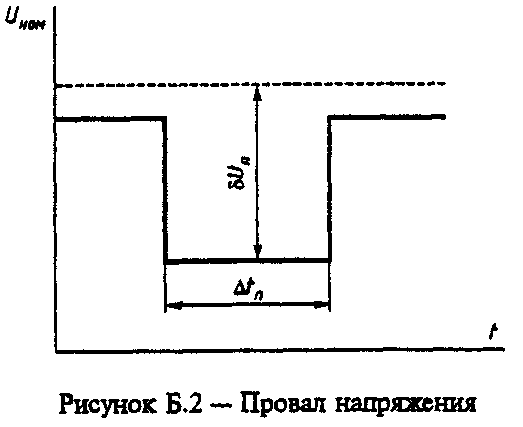 Uном
δUп
Δtп
t
Рисунок Б.2 — Провал напряжения